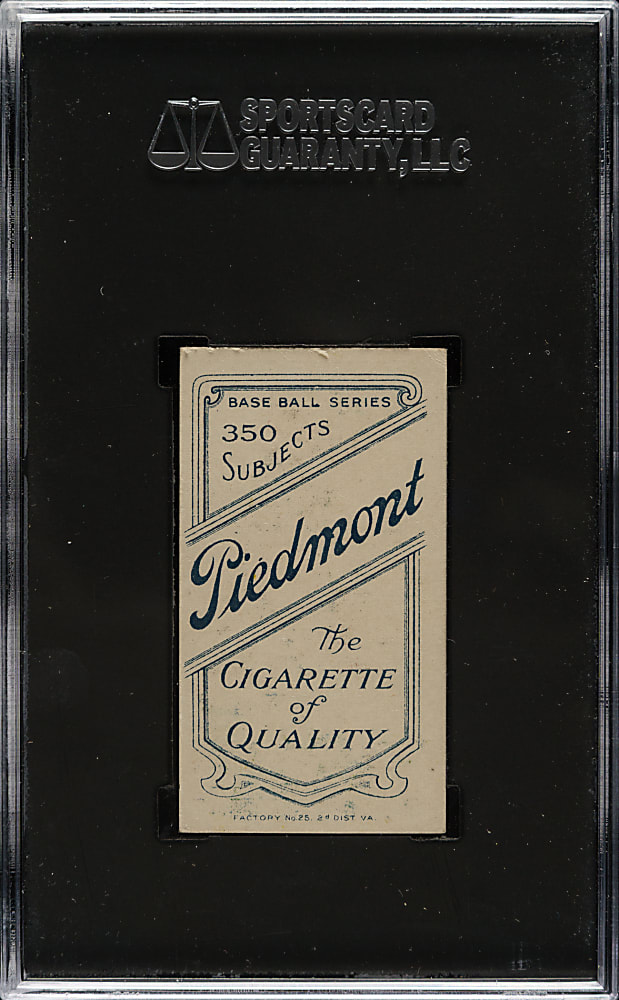 SPORTSCARD
GUARANTY, LLC
BASE BALL SERIES
350
SUBJECTS
Piedmont
The
CIGARETTE
of
QUALITY
FACTORY No. 25. 2d DIST. VA.